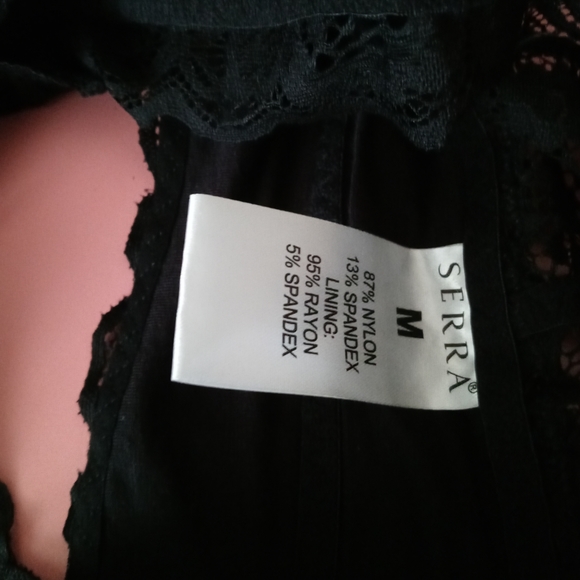 SERRA®
M
87% NYLON
13% SPANDEX
LINING:
95% RAYON
5% SPANDEX